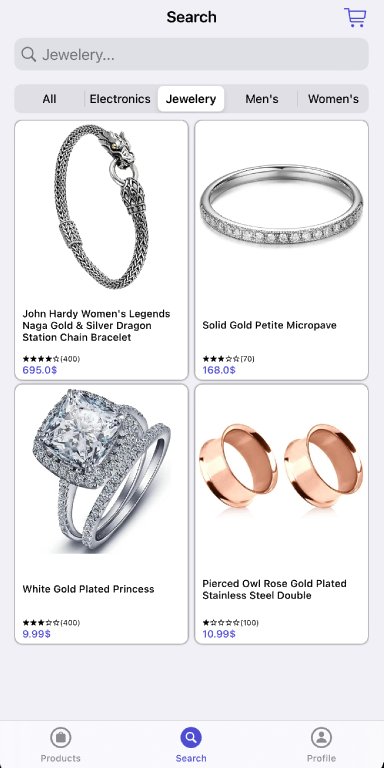 Search
Jewelery...
All Electronics Jewelery Men's Women's
John Hardy Women's Legends
Naga Gold & Silver Dragon
Station Chain Bracelet
★★★★☆(400)
695.0$
Solid Gold Petite Micropave
★★★☆☆(70)
168.0$
White Gold Plated Princess
★★★☆☆(400)
9.99$
Pierced Owl Rose Gold Plated
Stainless Steel Double
★☆☆☆☆(100)
10.99$
Products Search Profile